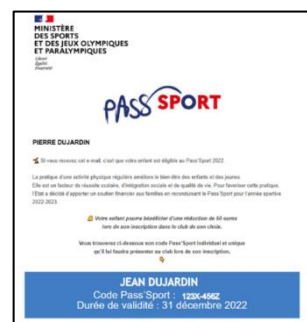 MINISTÈRE
DES SPORTS
ET DES JEUX OLYMPIQUES
ET PARALYMPIQUES
Liberté
Égalité
Fraternité
PASS SPORT
PIERRE DUJARDIN
Si vous recevez cet e-mail, c'est que votre enfant est éligible au Pass'Sport 2022.
La pratique d'une activité physique régulière améliore le bien-être des enfants et des jeunes.
Elle est un facteur de réussite scolaire, d'intégration sociale et de qualité de vie. Pour favoriser cette pratique,
l'Etat a décidé d'apporter un soutien financier aux familles en reconduisant le Pass'Sport pour l'année sportive
2022-2023.
Votre enfant pourra bénéficier d'une réduction de 50 euros
lors de son inscription dans le club de son choix.
Vous trouverez ci-dessous son code Pass'Sport individuel et unique
qu'il faudra présenter au club lors de son inscription.
JEAN DUJARDIN
Code Pass'Sport : 123X-456Z
Durée de validité : 31 décembre 2022